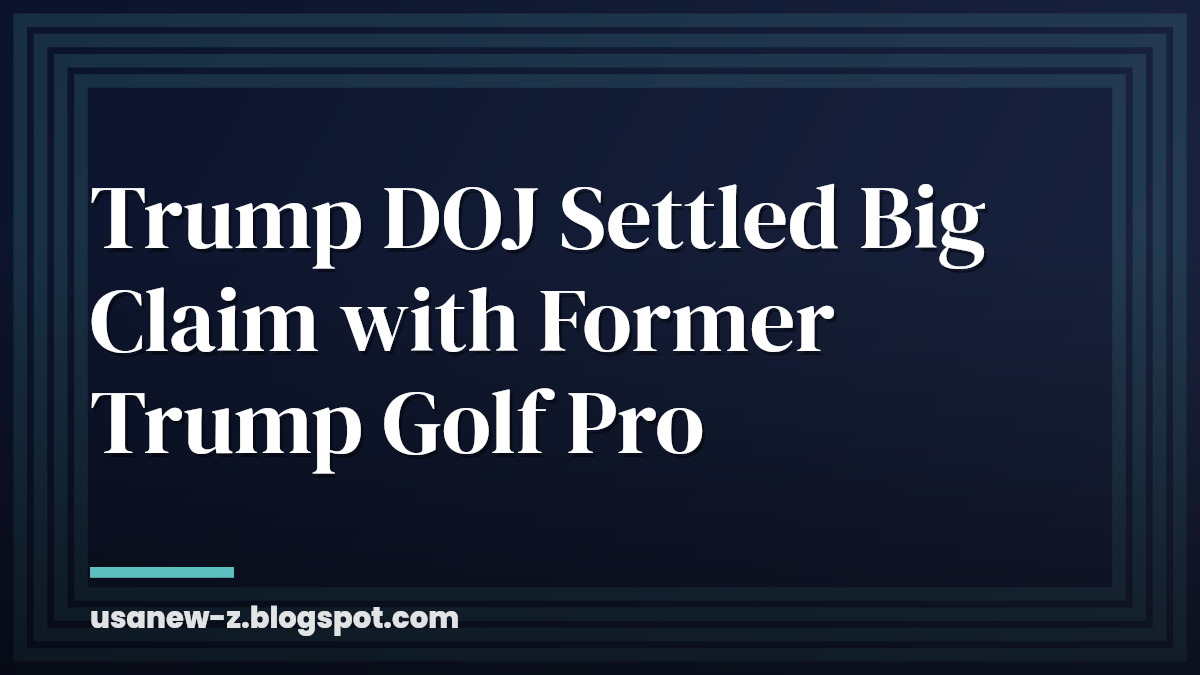 Trump DOJ Settled Big
Claim with Former
Trump Golf Pro
usanew-z.blogspot.com